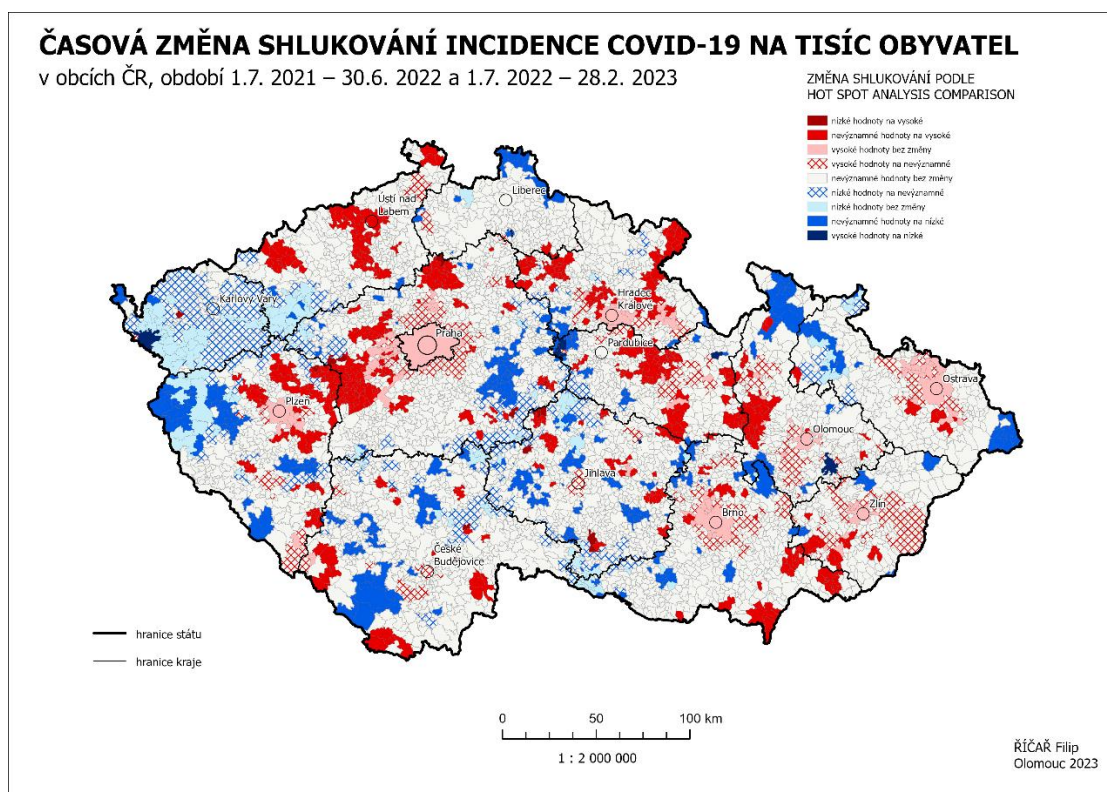 ČASOVÁ ZMĚNA SHLUKOVÁNÍ INCIDENCE COVID-19 NA TISÍC OBYVATEL
v obcích ČR, období 1.7. 2021 – 30.6. 2022 a 1.7. 2022 – 28.2. 2023
ZMĚNA SHLUKOVÁNÍ PODLE
HOT SPOT ANALYSIS COMPARISON
nízké hodnoty na vysoké
nevýznamné hodnoty na vysoké
vysoké hodnoty bez změny
vysoké hodnoty na nevýznamné
nevýznamné hodnoty bez změny
nízké hodnoty na nevýznamné
nízké hodnoty bez změny
nevýznamné hodnoty na nízké
vysoké hodnoty na nízké
Liberec
Ústí nad
Labem
Karlovy Vary
Hradec
Králové
Praha
Pardubice
Ostrava
Plzeň
Olomouc
Jihlava
Zlín
Brno
České
Budějovice
hranice státu
hranice kraje
0 50 100 km
1 : 2 000 000
ŘÍČAŘ Filip
Olomouc 2023